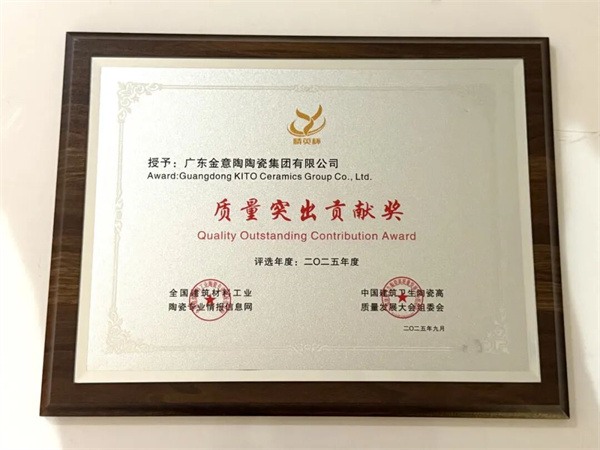 精英杯
授予：广东金意陶陶瓷集团有限公司
Award:Guangdong KITO Ceramics Group Co., Ltd.
质量突出贡献奖
Quality Outstanding Contribution Award
评选年度：二〇二五年度
全国建筑材料工业
陶瓷专业情报信息网
中国建筑卫生陶瓷高
质量发展大会组委会
二〇二五年九月